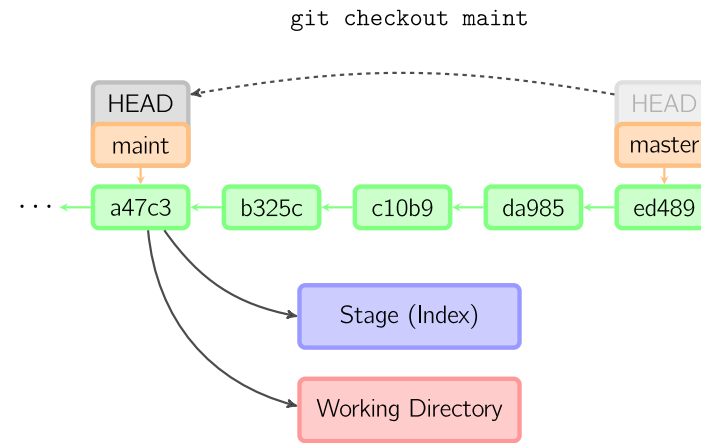 git checkout maint
HEAD HEAD
maint master
... a47c3 b325c c10b9 da985 ed489
Stage (Index)
Working Directory